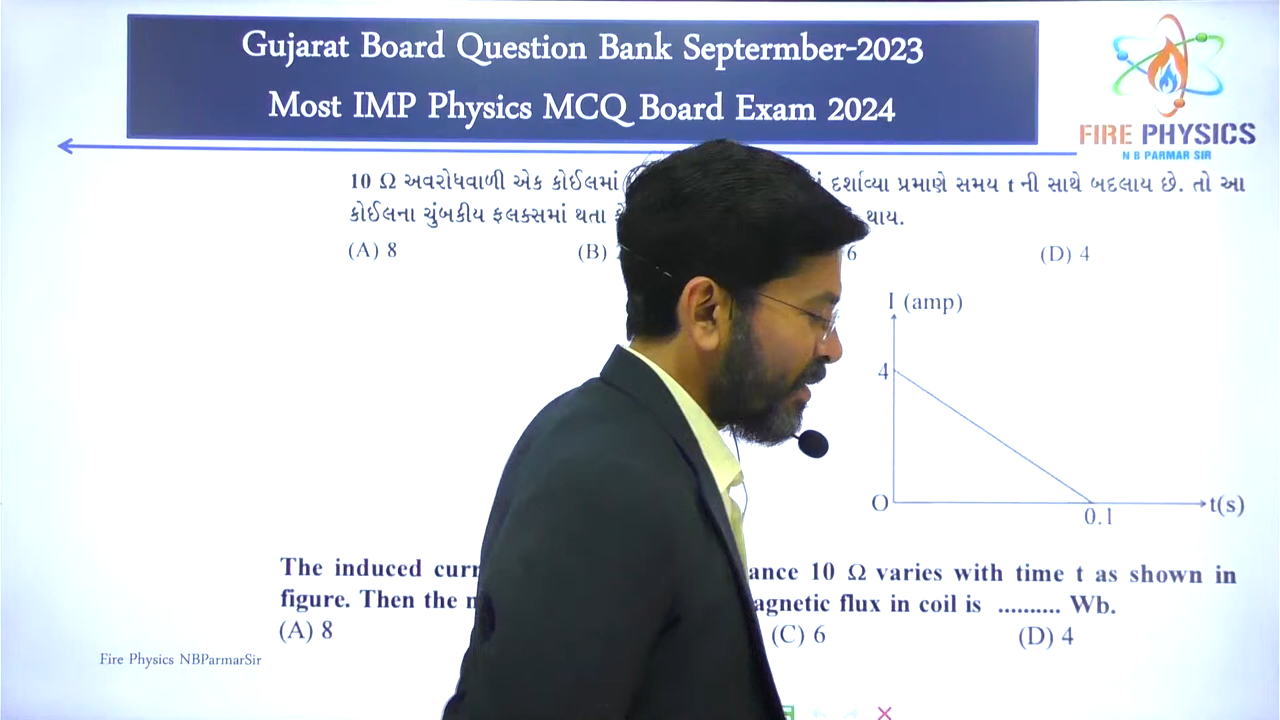 Gujarat Board Question Bank Septermber-2023
Most IMP Physics MCQ Board Exam 2024
FIRE PHYSICS
N B PARMAR SIR
10 Ω અવરોધવાળી એક કોઈલમાં દર્શાવ્યા પ્રમાણે સમય t ની સાથે બદલાય છે. તો આ
કોઈલના ચુંબકીય ફલક્સમાં થતા થાય.
(A) 8 (B) 6 (D) 4
I (amp)
4
O
0.1
t(s)
The induced 10 Ω varies with time t as shown in
figure. Then the flux in coil is .......... Wb.
(A) 8 (C) 6 (D) 4
Fire Physics NBParmarSir